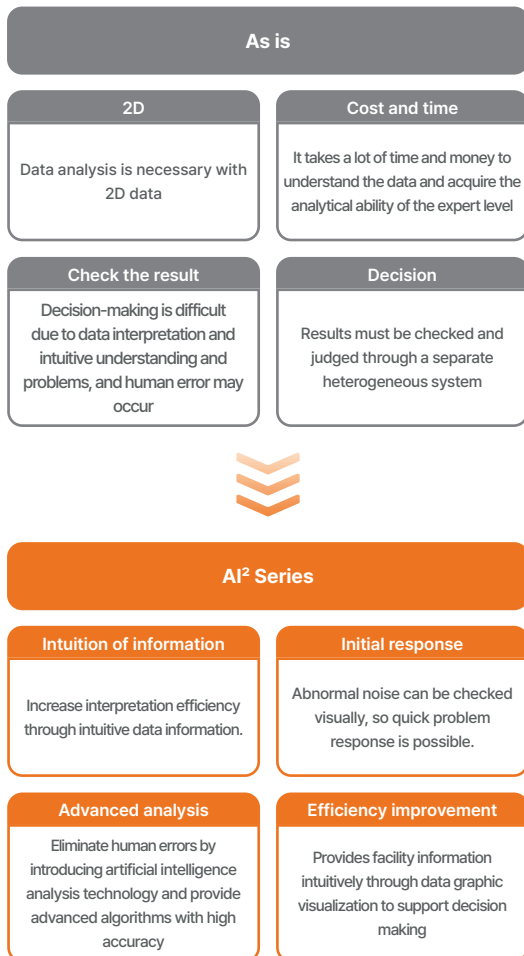 As is
2D
Data analysis is necessary with
2D data
Cost and time
It takes a lot of time and money to
understand the data and acquire the
analytical ability of the expert level
Check the result
Decision-making is difficult
due to data interpretation and
intuitive understanding and
problems, and human error may
occur
Decision
Results must be checked and
judged through a separate
heterogeneous system
AI² Series
Intuition of information
Increase interpretation efficiency
through intuitive data information.
Initial response
Abnormal noise can be checked
visually, so quick problem
response is possible.
Advanced analysis
Eliminate human errors by
introducing artificial intelligence
analysis technology and provide
advanced algorithms with high
accuracy
Efficiency improvement
Provides facility information
intuitively through data graphic
visualization to support decision
making